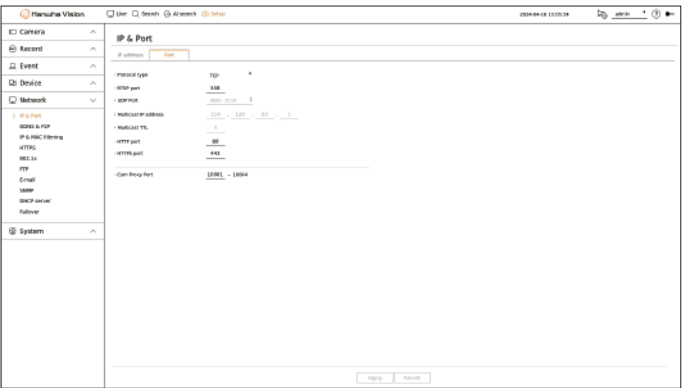 Hanwha Vision
Live Search AI search Setup
2024-04-18 15:05:34
admin
Camera
Record
Event
Device
Network
IP & Port
DDNS & P2P
IP & MAC Filtering
HTTPS
802.1x
FTP
E-mail
SNMP
DHCP server
Failover
System
IP & Port
IP address Port
Protocol type TCP
RTSP port 558
UDP Port
Multicast IP address
Multicast TTL 5
HTTP port 80
HTTPS port 443
Cam Proxy Port 10001 ~ 10064
Apply Revert